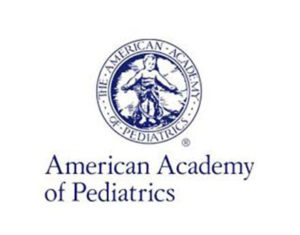 THE · AMERICAN · ACADEMY
· OF · PEDIATRICS ·
®
American Academy
of Pediatrics